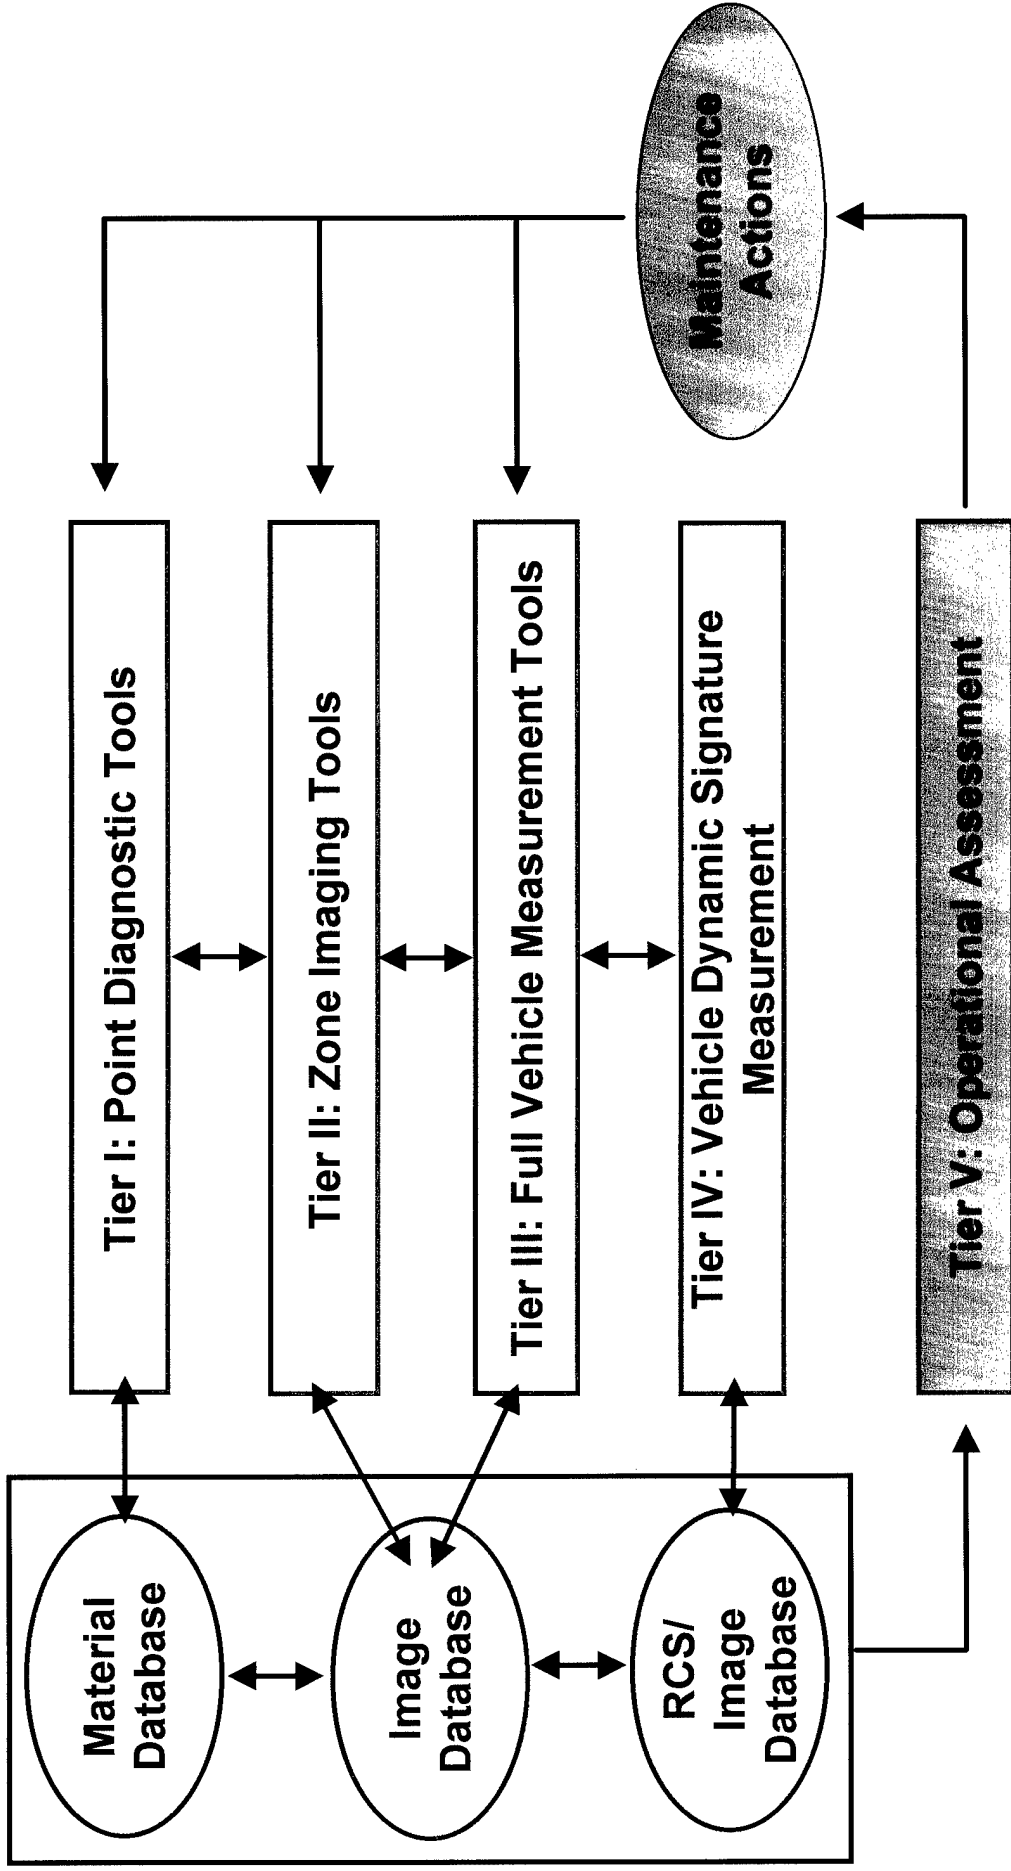 Material
Database
Image
Database
RCS/
Image
Database
Tier I: Point Diagnostic Tools
Tier II: Zone Imaging Tools
Tier III: Full Vehicle Measurement Tools
Tier IV: Vehicle Dynamic Signature
Measurement
Tier V: Operational Assessment
Maintenance
Actions